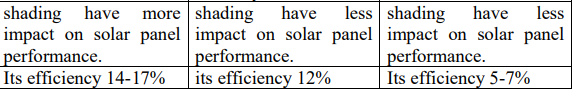 shading have more
impact on solar panel
performance.
shading have less
impact on solar panel
performance.
shading have less
impact on solar panel
performance.
Its efficiency 14-17%
its efficiency 12%
Its efficiency 5-7%